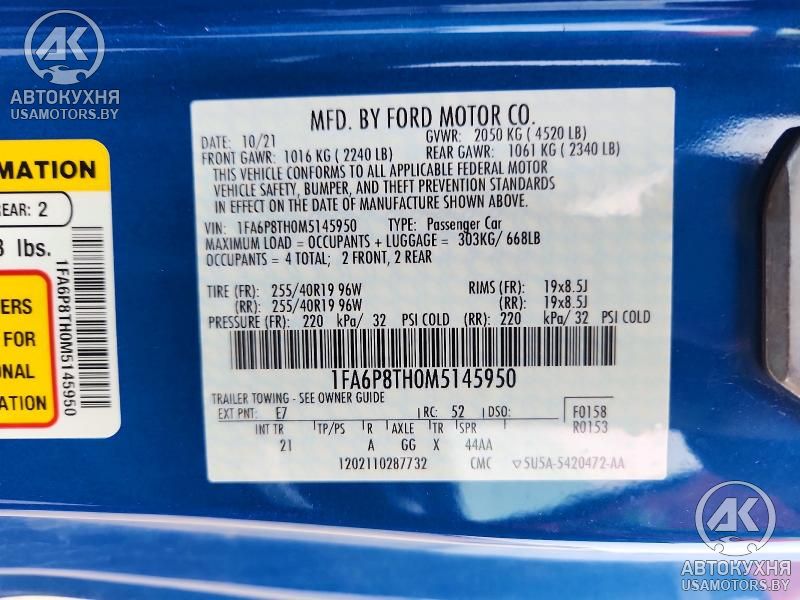 АК
АВТОКУХНЯ
USAMOTORS.BY
RMATION
REAR: 2
8 lbs.
ERS
FOR
ONAL
ATION
1FA6P8TH0M5145950
MFD. BY FORD MOTOR CO.
DATE: 10/21 GVWR: 2050 KG ( 4520 LB)
FRONT GAWR: 1016 KG ( 2240 LB) REAR GAWR: 1061 KG ( 2340 LB)
THIS VEHICLE CONFORMS TO ALL APPLICABLE FEDERAL MOTOR
VEHICLE SAFETY, BUMPER, AND THEFT PREVENTION STANDARDS
IN EFFECT ON THE DATE OF MANUFACTURE SHOWN ABOVE.
VIN: 1FA6P8TH0M5145950 TYPE: Passenger Car
MAXIMUM LOAD = OCCUPANTS + LUGGAGE = 303KG/ 668LB
OCCUPANTS = 4 TOTAL; 2 FRONT, 2 REAR
TIRE (FR): 255/40R19 96W RIMS (FR): 19x8.5J
(RR): 255/40R19 96W (RR): 19x8.5J
PRESSURE (FR): 220 kPa/ 32 PSI COLD (RR): 220 kPa/ 32 PSI COLD
1FA6P8TH0M5145950
TRAILER TOWING - SEE OWNER GUIDE
EXT PNT: E7 RC: 52 DSO: F0158
INT TR TP/PS R AXLE TR SPR R0153
21 A GG X 44AA
1202110287732 CMC ▽5U5A-5420472-AA
АК
АВТОКУХНЯ
USAMOTORS.BY